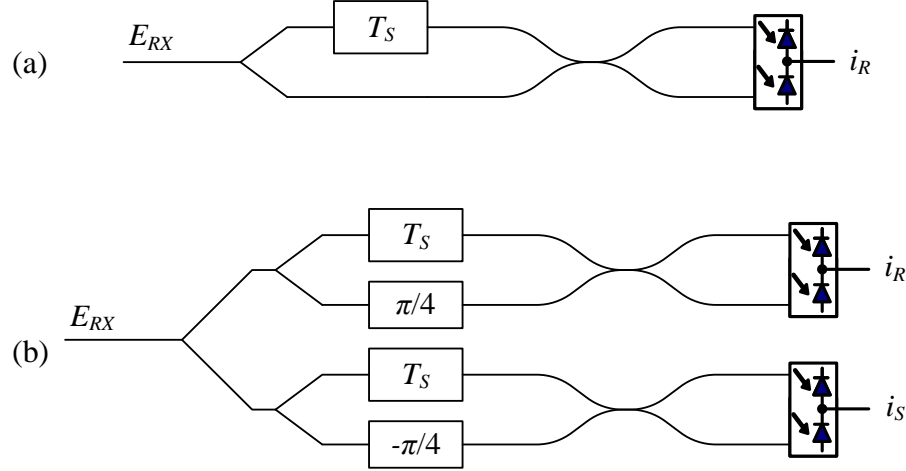 T_S
E_RX
(a)
i_R
T_S
π/4
i_R
E_RX
(b)
T_S
-π/4
i_S